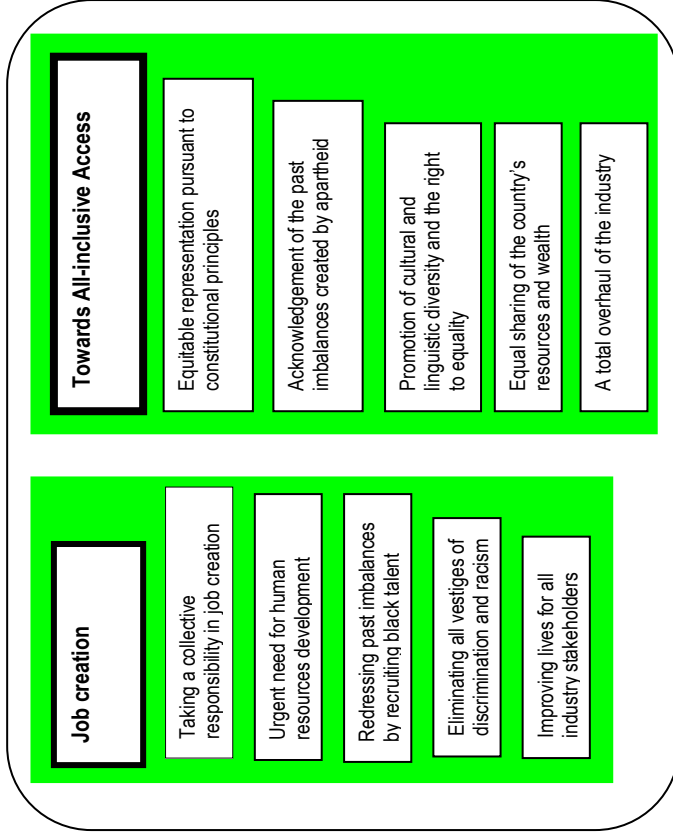 Job creation
Taking a collective
responsibility in job creation
Urgent need for human
resources development
Redressing past imbalances
by recruiting black talent
Eliminating all vestiges of
discrimination and racism
Improving lives for all
industry stakeholders
Towards All-inclusive Access
Equitable representation pursuant to
constitutional principles
Acknowledgement of the past
imbalances created by apartheid
Promotion of cultural and
linguistic diversity and the right
to equality
Equal sharing of the country's
resources and wealth
A total overhaul of the industry